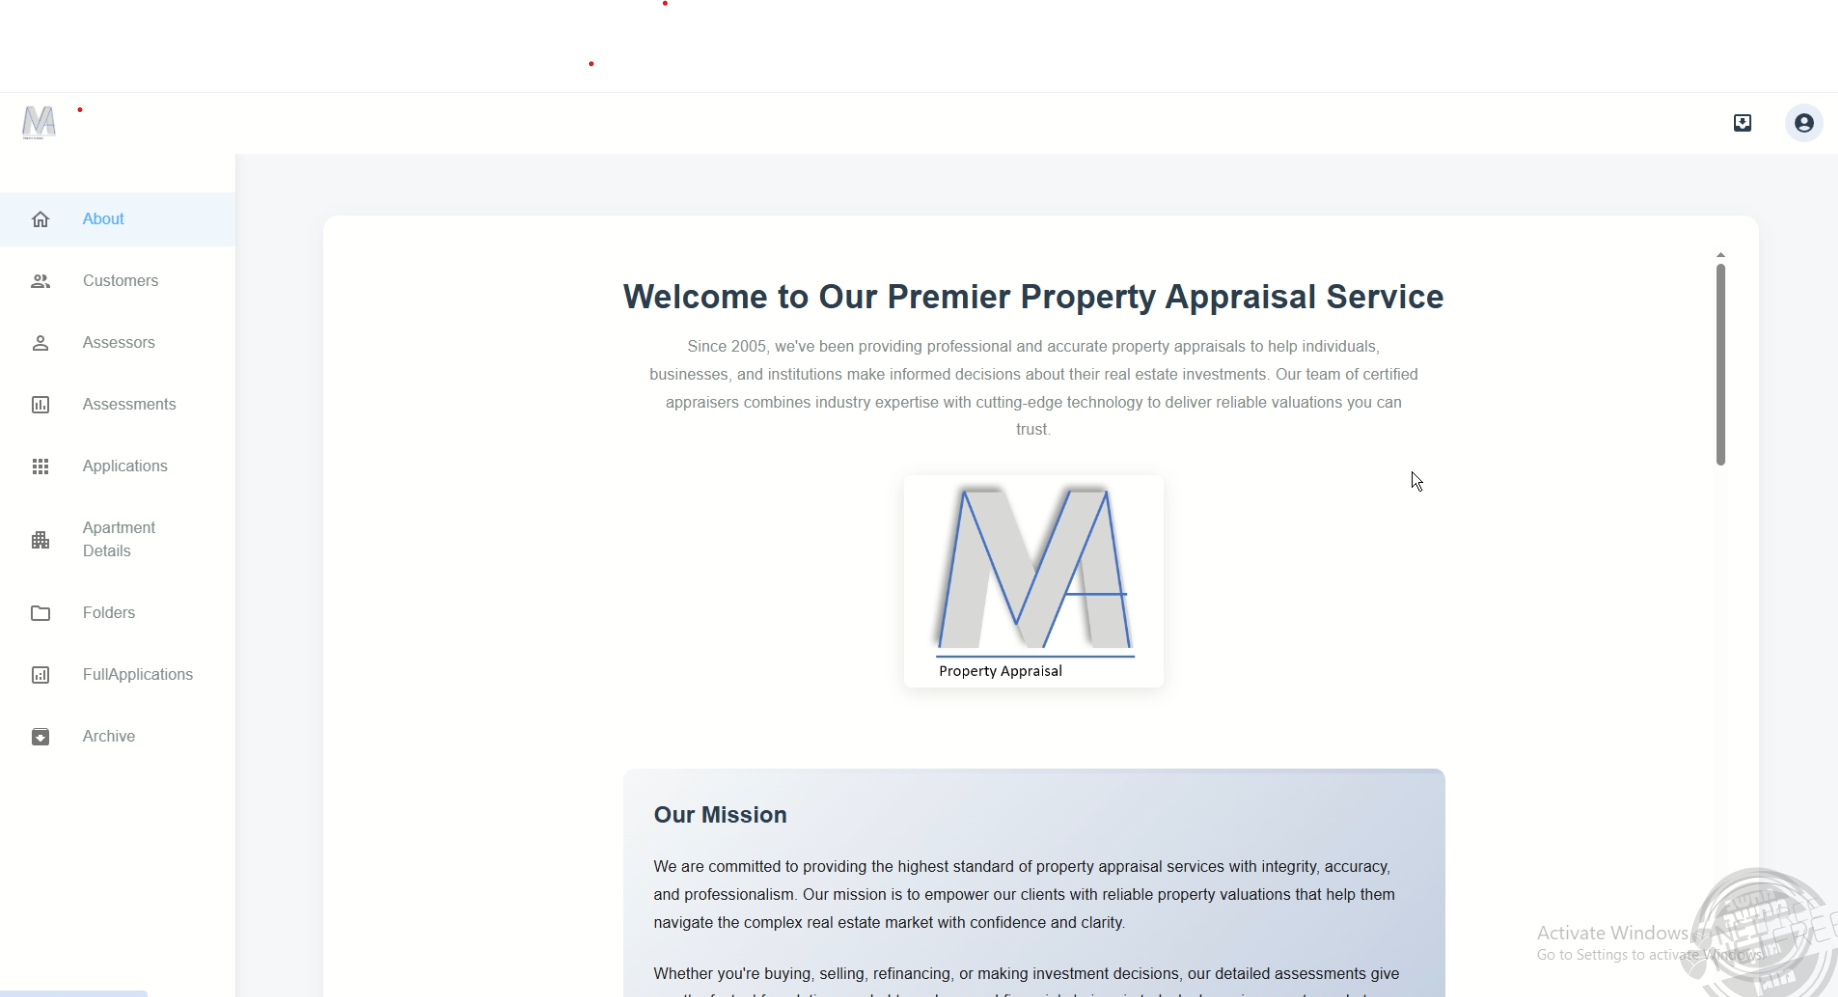 Property Appraisal
About
Customers
Assessors
Assessments
Applications
Apartment
Details
Folders
FullApplications
Archive
Welcome to Our Premier Property Appraisal Service
Since 2005, we've been providing professional and accurate property appraisals to help individuals,
businesses, and institutions make informed decisions about their real estate investments. Our team of certified
appraisers combines industry expertise with cutting-edge technology to deliver reliable valuations you can
trust.
MA
Property Appraisal
Our Mission
We are committed to providing the highest standard of property appraisal services with integrity, accuracy,
and professionalism. Our mission is to empower our clients with reliable property valuations that help them
navigate the complex real estate market with confidence and clarity.
Whether you're buying, selling, refinancing, or making investment decisions, our detailed assessments give
Activate Windows
Go to Settings to activate Windows.